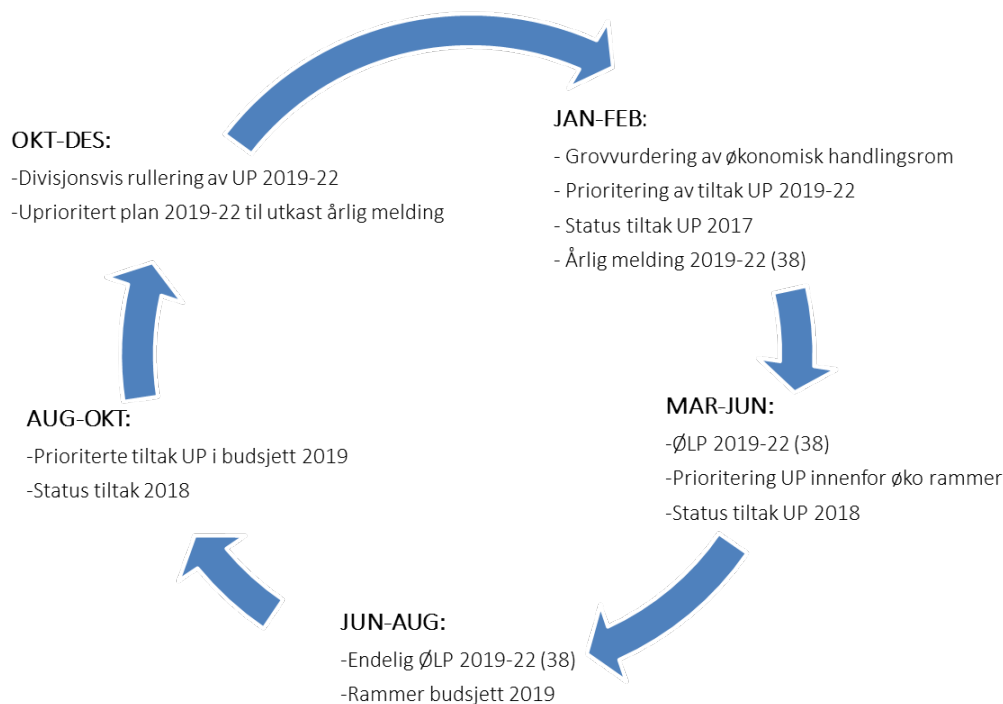 JAN-FEB:
- Grovvurdering av økonomisk handlingsrom
- Prioritering av tiltak UP 2019-22
- Status tiltak UP 2017
- Årlig melding 2019-22 (38)
MAR-JUN:
-ØLP 2019-22 (38)
-Prioritering UP innenfor øko rammer
-Status tiltak UP 2018
JUN-AUG:
-Endelig ØLP 2019-22 (38)
-Rammer budsjett 2019
AUG-OKT:
-Prioriterte tiltak UP i budsjett 2019
-Status tiltak 2018
OKT-DES:
-Divisjonsvis rullering av UP 2019-22
-Uprioritert plan 2019-22 til utkast årlig melding